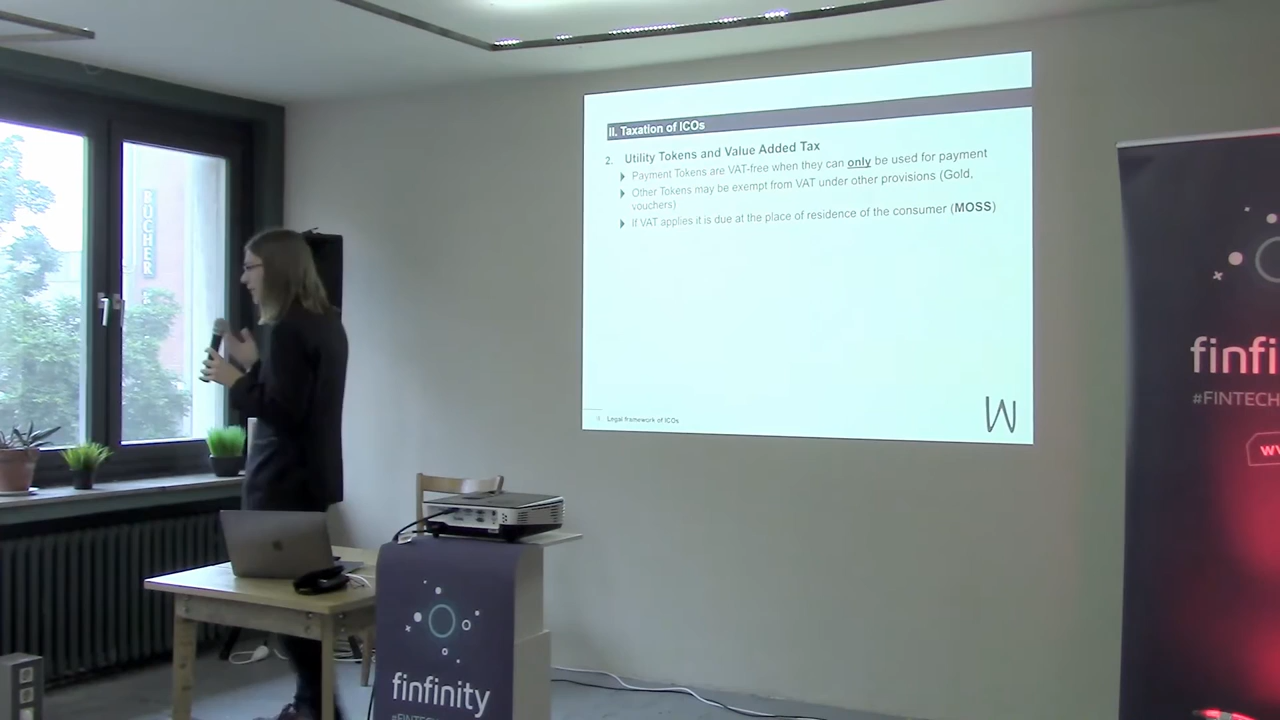 II. Taxation of ICOs
2. Utility Tokens and Value Added Tax
Payment Tokens are VAT-free when they can only be used for payment
Other Tokens may be exempt from VAT under other provisions (Gold,
vouchers)
If VAT applies it is due at the place of residence of the consumer (MOSS)
Legal framework of ICOs
W
BÜCHER
finfi
#FINTECH
finfinity